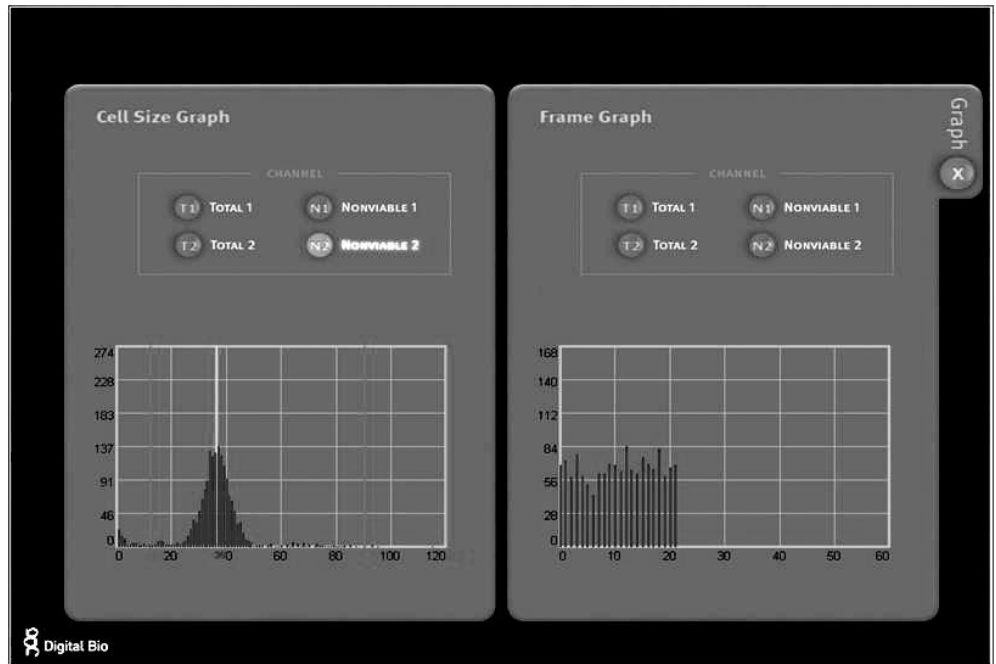 Cell Size Graph
CHANNEL
T1 TOTAL 1
N1 NONVIABLE 1
T2 TOTAL 2
N2 NONVIABLE 2
274
228
183
137
91
46
0
0 20 40 60 80 100 120
Frame Graph
CHANNEL
T1 TOTAL 1
N1 NONVIABLE 1
T2 TOTAL 2
N2 NONVIABLE 2
168
140
112
84
56
28
0
0 10 20 30 40 50 60
Graph
X
Digital Bio